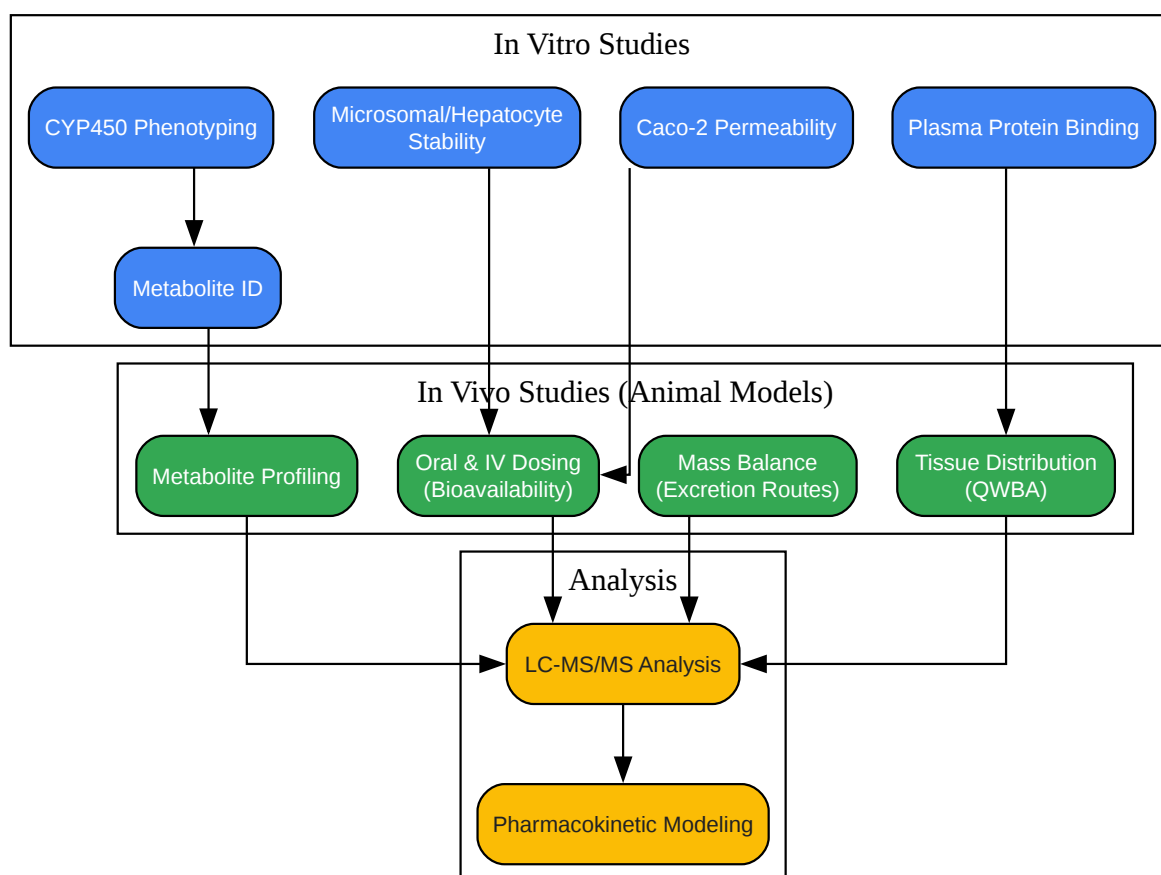 In Vitro Studies
CYP450 Phenotyping
Microsomal/Hepatocyte
Stability
Caco-2 Permeability
Plasma Protein Binding
Metabolite ID
In Vivo Studies (Animal Models)
Metabolite Profiling
Oral & IV Dosing
(Bioavailability)
Mass Balance
(Excretion Routes)
Tissue Distribution
(QWBA)
Analysis
LC-MS/MS Analysis
Pharmacokinetic Modeling